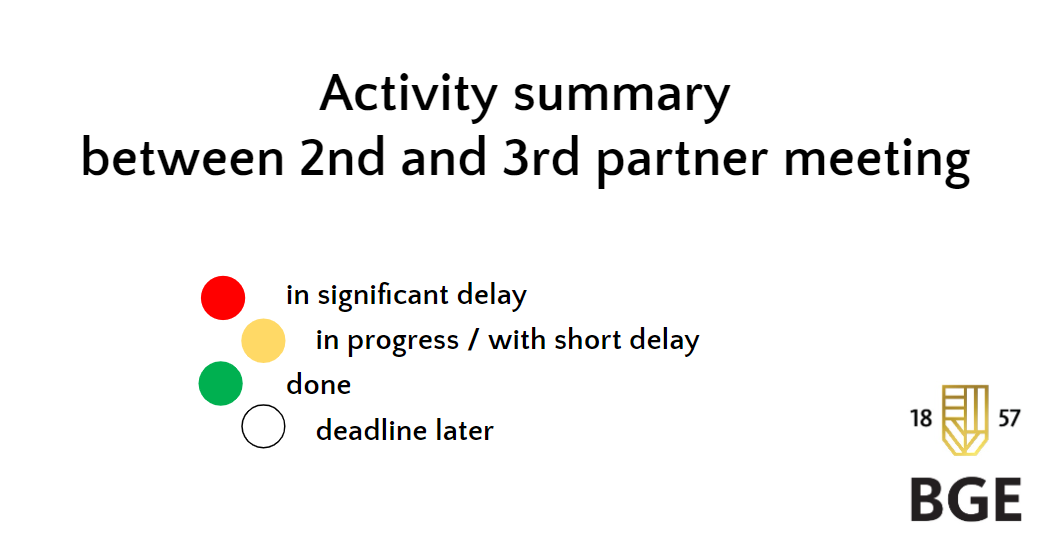 Activity summary
between 2nd and 3rd partner meeting
in significant delay
in progress / with short delay
done
deadline later
18 57
BGE